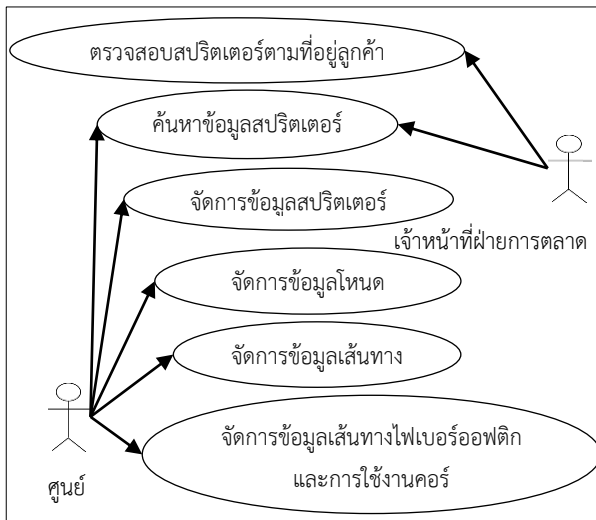 ตรวจสอบสปริตเตอร์ตามที่อยู่ลูกค้า
ค้นหาข้อมูลสปริตเตอร์
จัดการข้อมูลสปริตเตอร์
เจ้าหน้าที่ฝ่ายการตลาด
จัดการข้อมูลโหนด
จัดการข้อมูลเส้นทาง
จัดการข้อมูลเส้นทางไฟเบอร์ออฟติก
และการใช้งานคอร์
ศูนย์